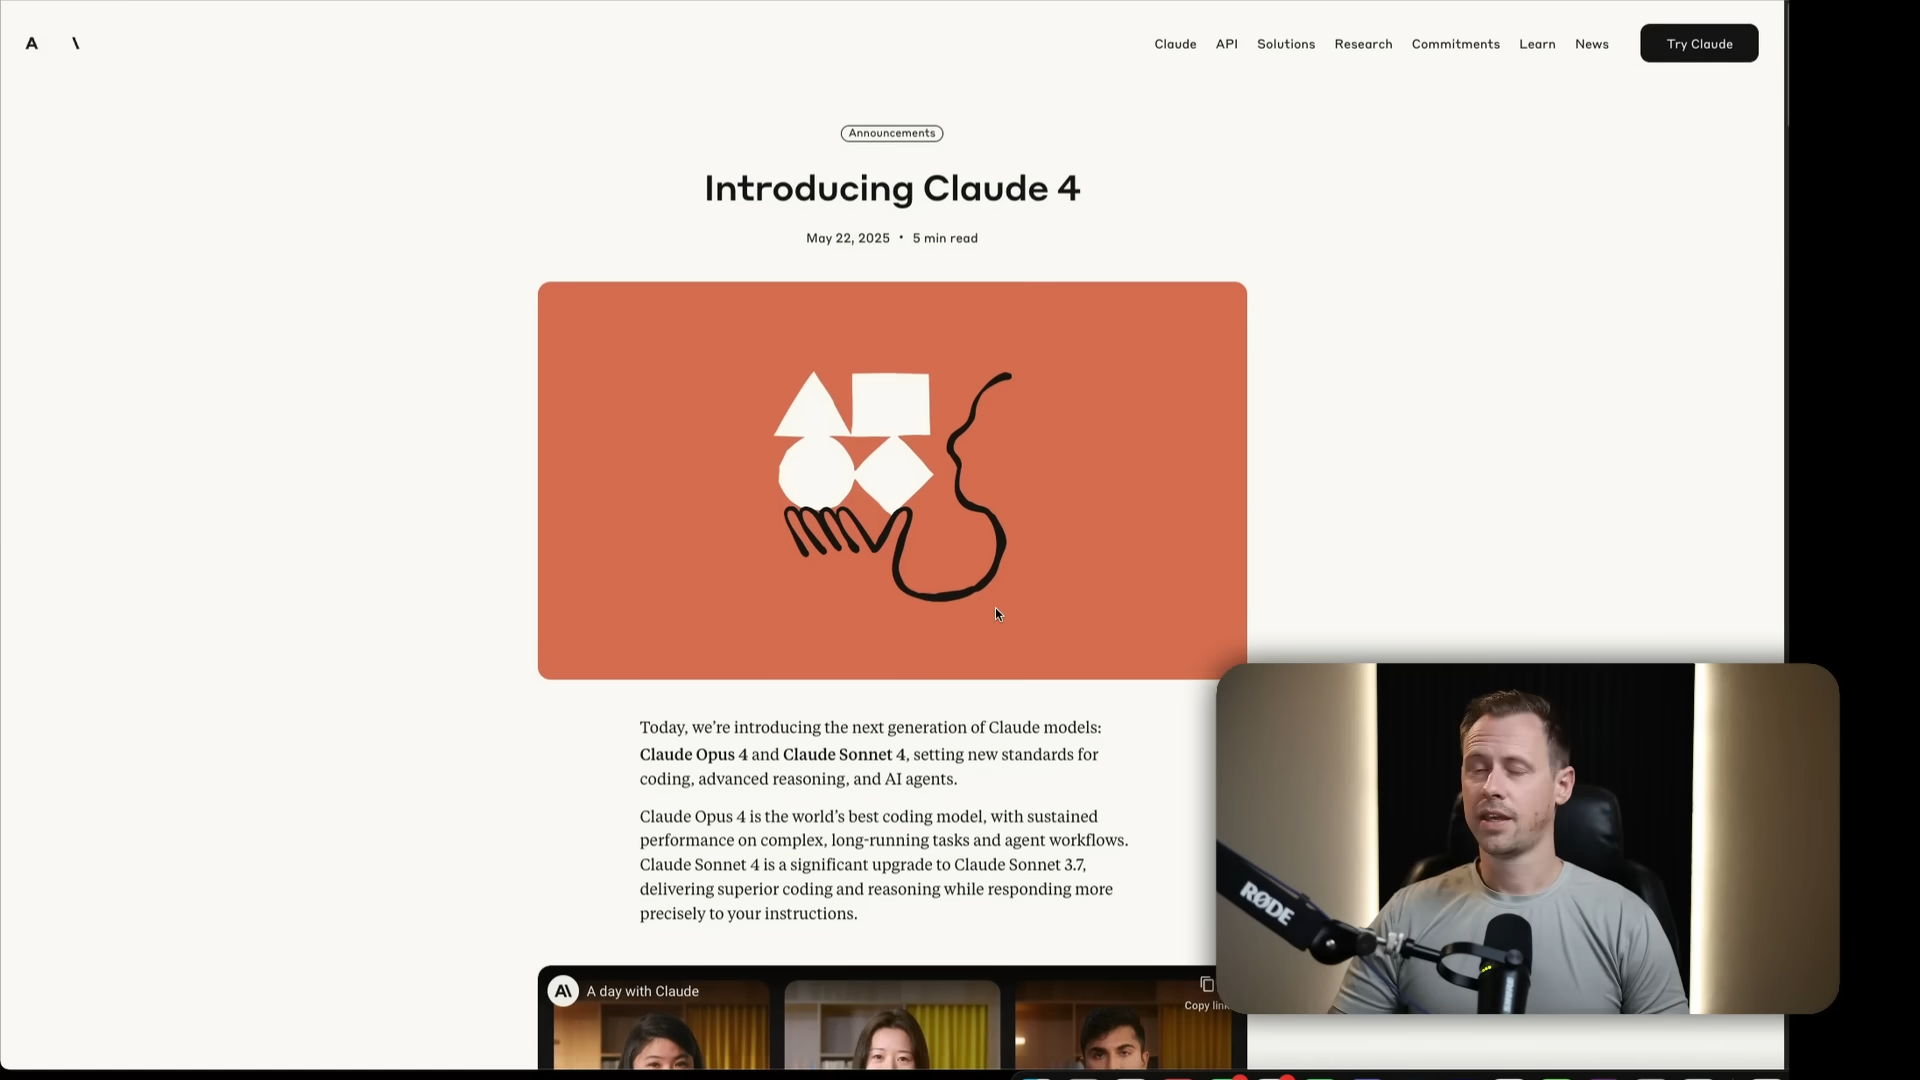 A \
Claude API Solutions Research Commitments Learn News Try Claude
Announcements
Introducing Claude 4
May 22, 2025 • 5 min read
Today, we’re introducing the next generation of Claude models:
Claude Opus 4 and Claude Sonnet 4, setting new standards for
coding, advanced reasoning, and AI agents.
Claude Opus 4 is the world’s best coding model, with sustained
performance on complex, long-running tasks and agent workflows.
Claude Sonnet 4 is a significant upgrade to Claude Sonnet 3.7,
delivering superior coding and reasoning while responding more
precisely to your instructions.
RØDE
A\ A day with Claude
Copy link